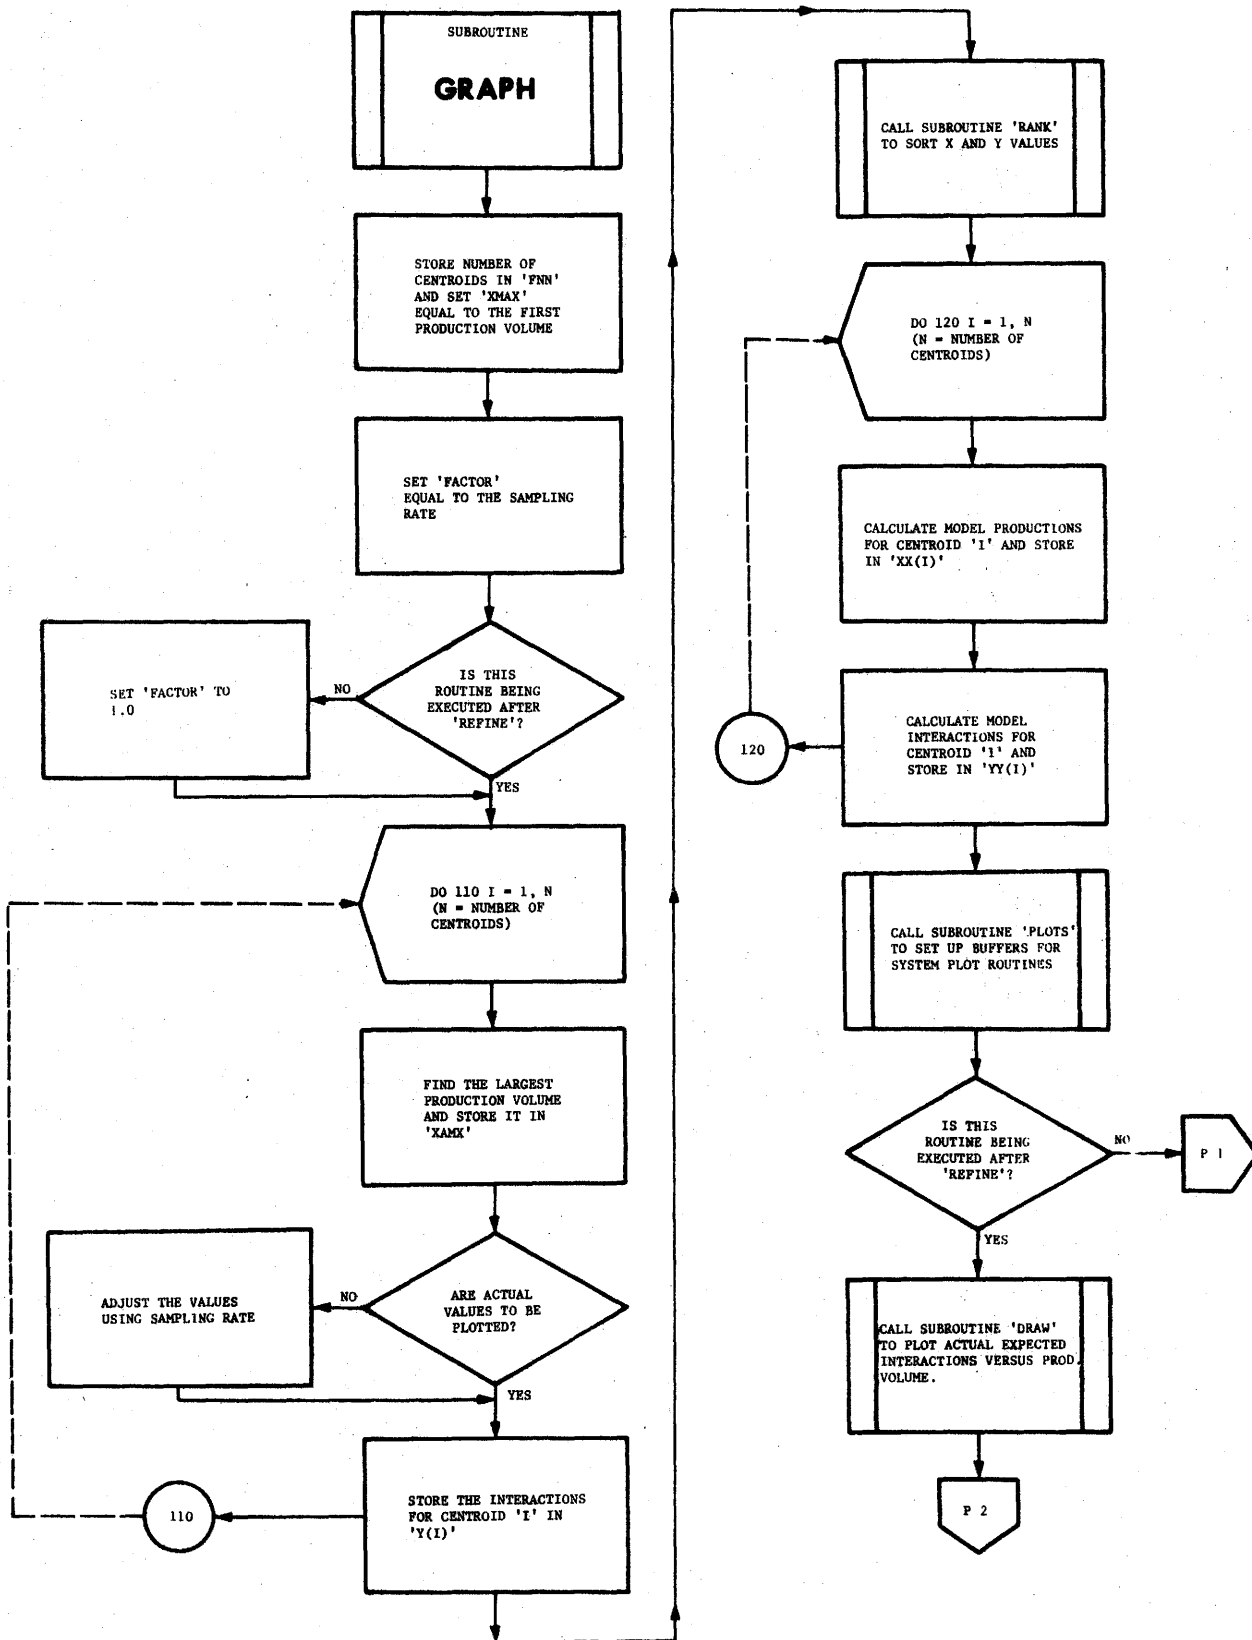 SUBROUTINE
GRAPH
STORE NUMBER OF
CENTROIDS IN 'FNN'
AND SET 'XMAX'
EQUAL TO THE FIRST
PRODUCTION VOLUME
SET 'FACTOR'
EQUAL TO THE SAMPLING
RATE
IS THIS
ROUTINE BEING
EXECUTED AFTER
'REFINE'?
NO
SET 'FACTOR' TO
1.0
YES
DO 110 I = 1, N
(N = NUMBER OF
CENTROIDS)
FIND THE LARGEST
PRODUCTION VOLUME
AND STORE IT IN
'XAMX'
ARE ACTUAL
VALUES TO BE
PLOTTED?
NO
ADJUST THE VALUES
USING SAMPLING RATE
YES
STORE THE INTERACTIONS
FOR CENTROID 'I' IN
'Y(I)'
110
CALL SUBROUTINE 'RANK'
TO SORT X AND Y VALUES
DO 120 I = 1, N
(N = NUMBER OF
CENTROIDS)
CALCULATE MODEL PRODUCTIONS
FOR CENTROID 'I' AND STORE
IN 'XX(I)'
CALCULATE MODEL
INTERACTIONS FOR
CENTROID 'I' AND
STORE IN 'YY(I)'
120
CALL SUBROUTINE 'PLOTS'
TO SET UP BUFFERS FOR
SYSTEM PLOT ROUTINES
IS THIS
ROUTINE BEING
EXECUTED AFTER
'REFINE'?
NO
P 1
YES
CALL SUBROUTINE 'DRAW'
TO PLOT ACTUAL EXPECTED
INTERACTIONS VERSUS PROD.
VOLUME.
P 2